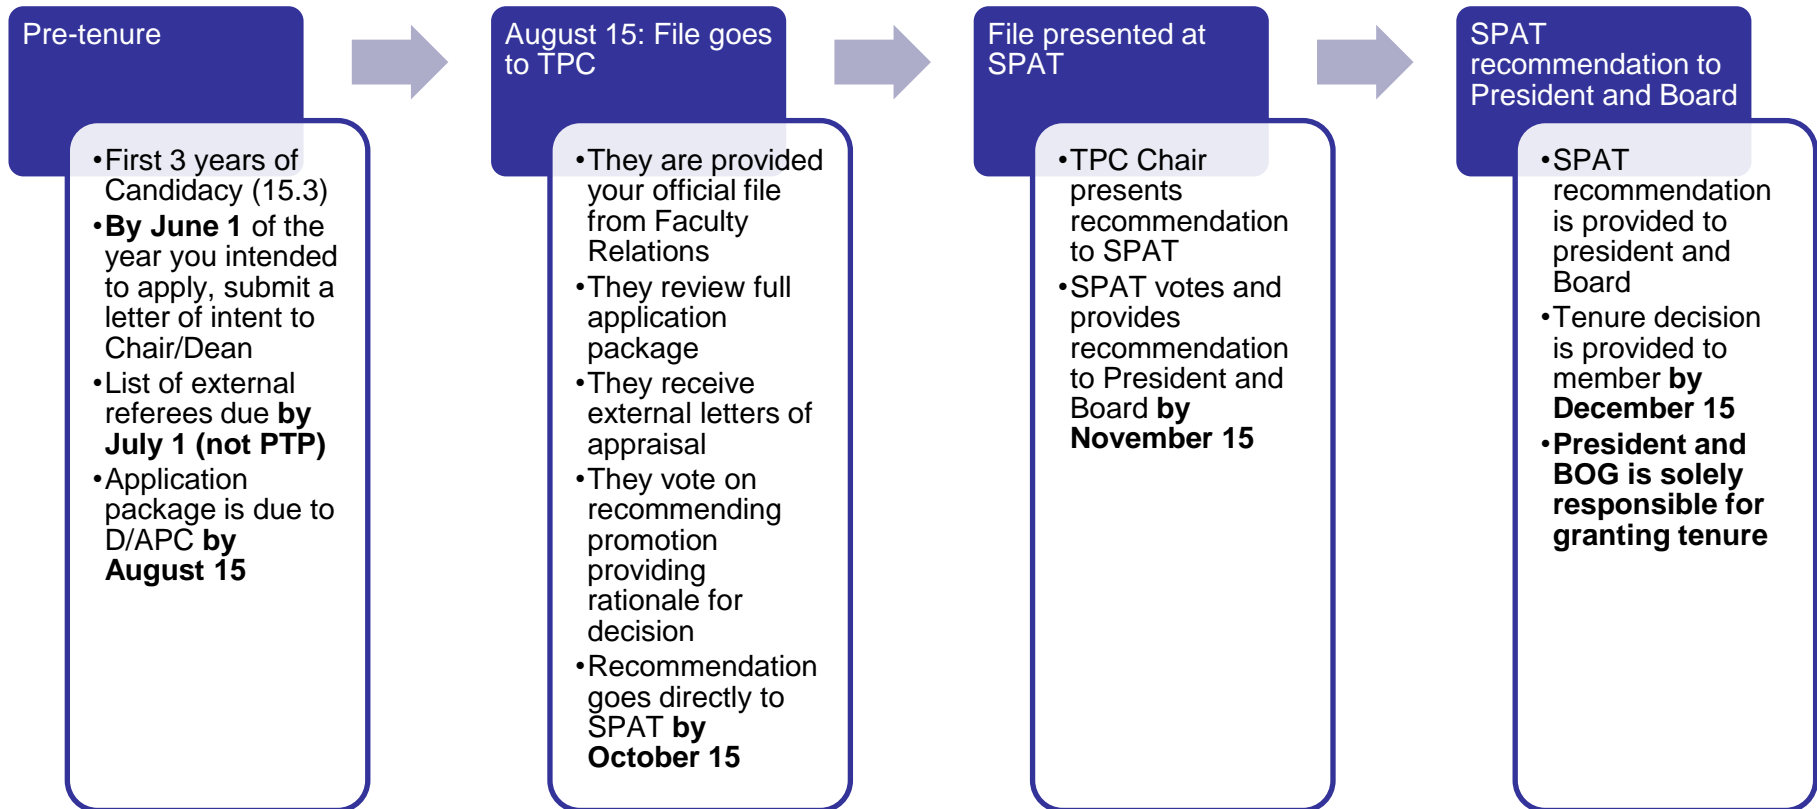 Pre-tenure
•First 3 years of
Candidacy (15.3)
•By June 1 of the
year you intended
to apply, submit a
letter of intent to
Chair/Dean
•List of external
referees due by
July 1 (not PTP)
•Application
package is due to
D/APC by
August 15
August 15: File goes
to TPC
•They are provided
your official file
from Faculty
Relations
•They review full
application
package
•They receive
external letters of
appraisal
•They vote on
recommending
promotion
providing
rationale for
decision
•Recommendation
goes directly to
SPAT by
October 15
File presented at
SPAT
•TPC Chair
presents
recommendation
to SPAT
•SPAT votes and
provides
recommendation
to President and
Board by
November 15
SPAT
recommendation to
President and Board
•SPAT
recommendation
is provided to
president and
Board
•Tenure decision
is provided to
member by
December 15
•President and
BOG is solely
responsible for
granting tenure